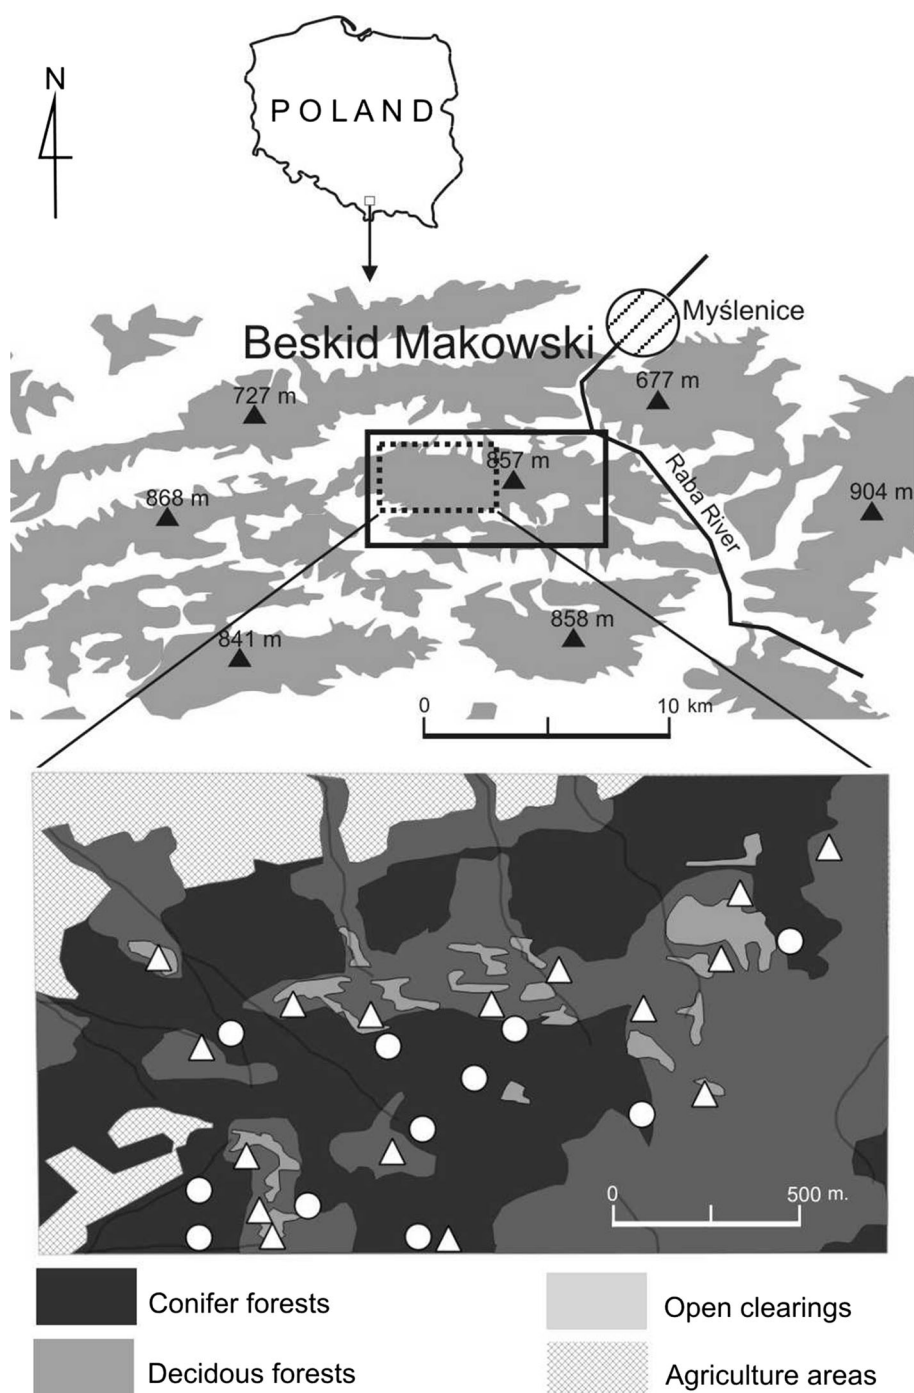 POLAND
N
Myślenice
Beskid Makowski
677 m
727 m
857 m
Raba River
868 m
904 m
858 m
841 m
0 10 km
0 500 m.
Conifer forests
Open clearings
Decidous forests
Agriculture areas